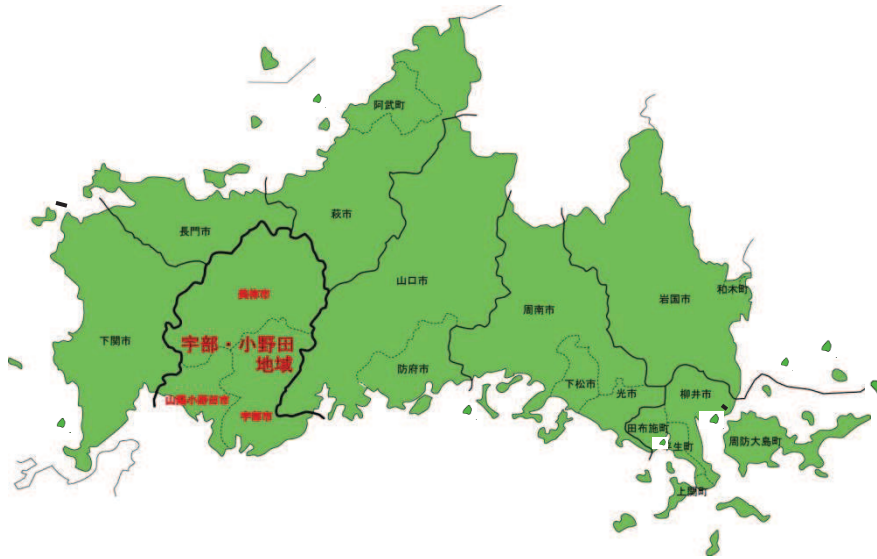 阿武町
萩市
長門市
美祢市
山口市
周南市
岩国市
和木町
下関市
宇部・小野田
地域
防府市
下松市
光市
柳井市
山陽小野田市
宇部市
田布施町
生町
周防大島町
上関町